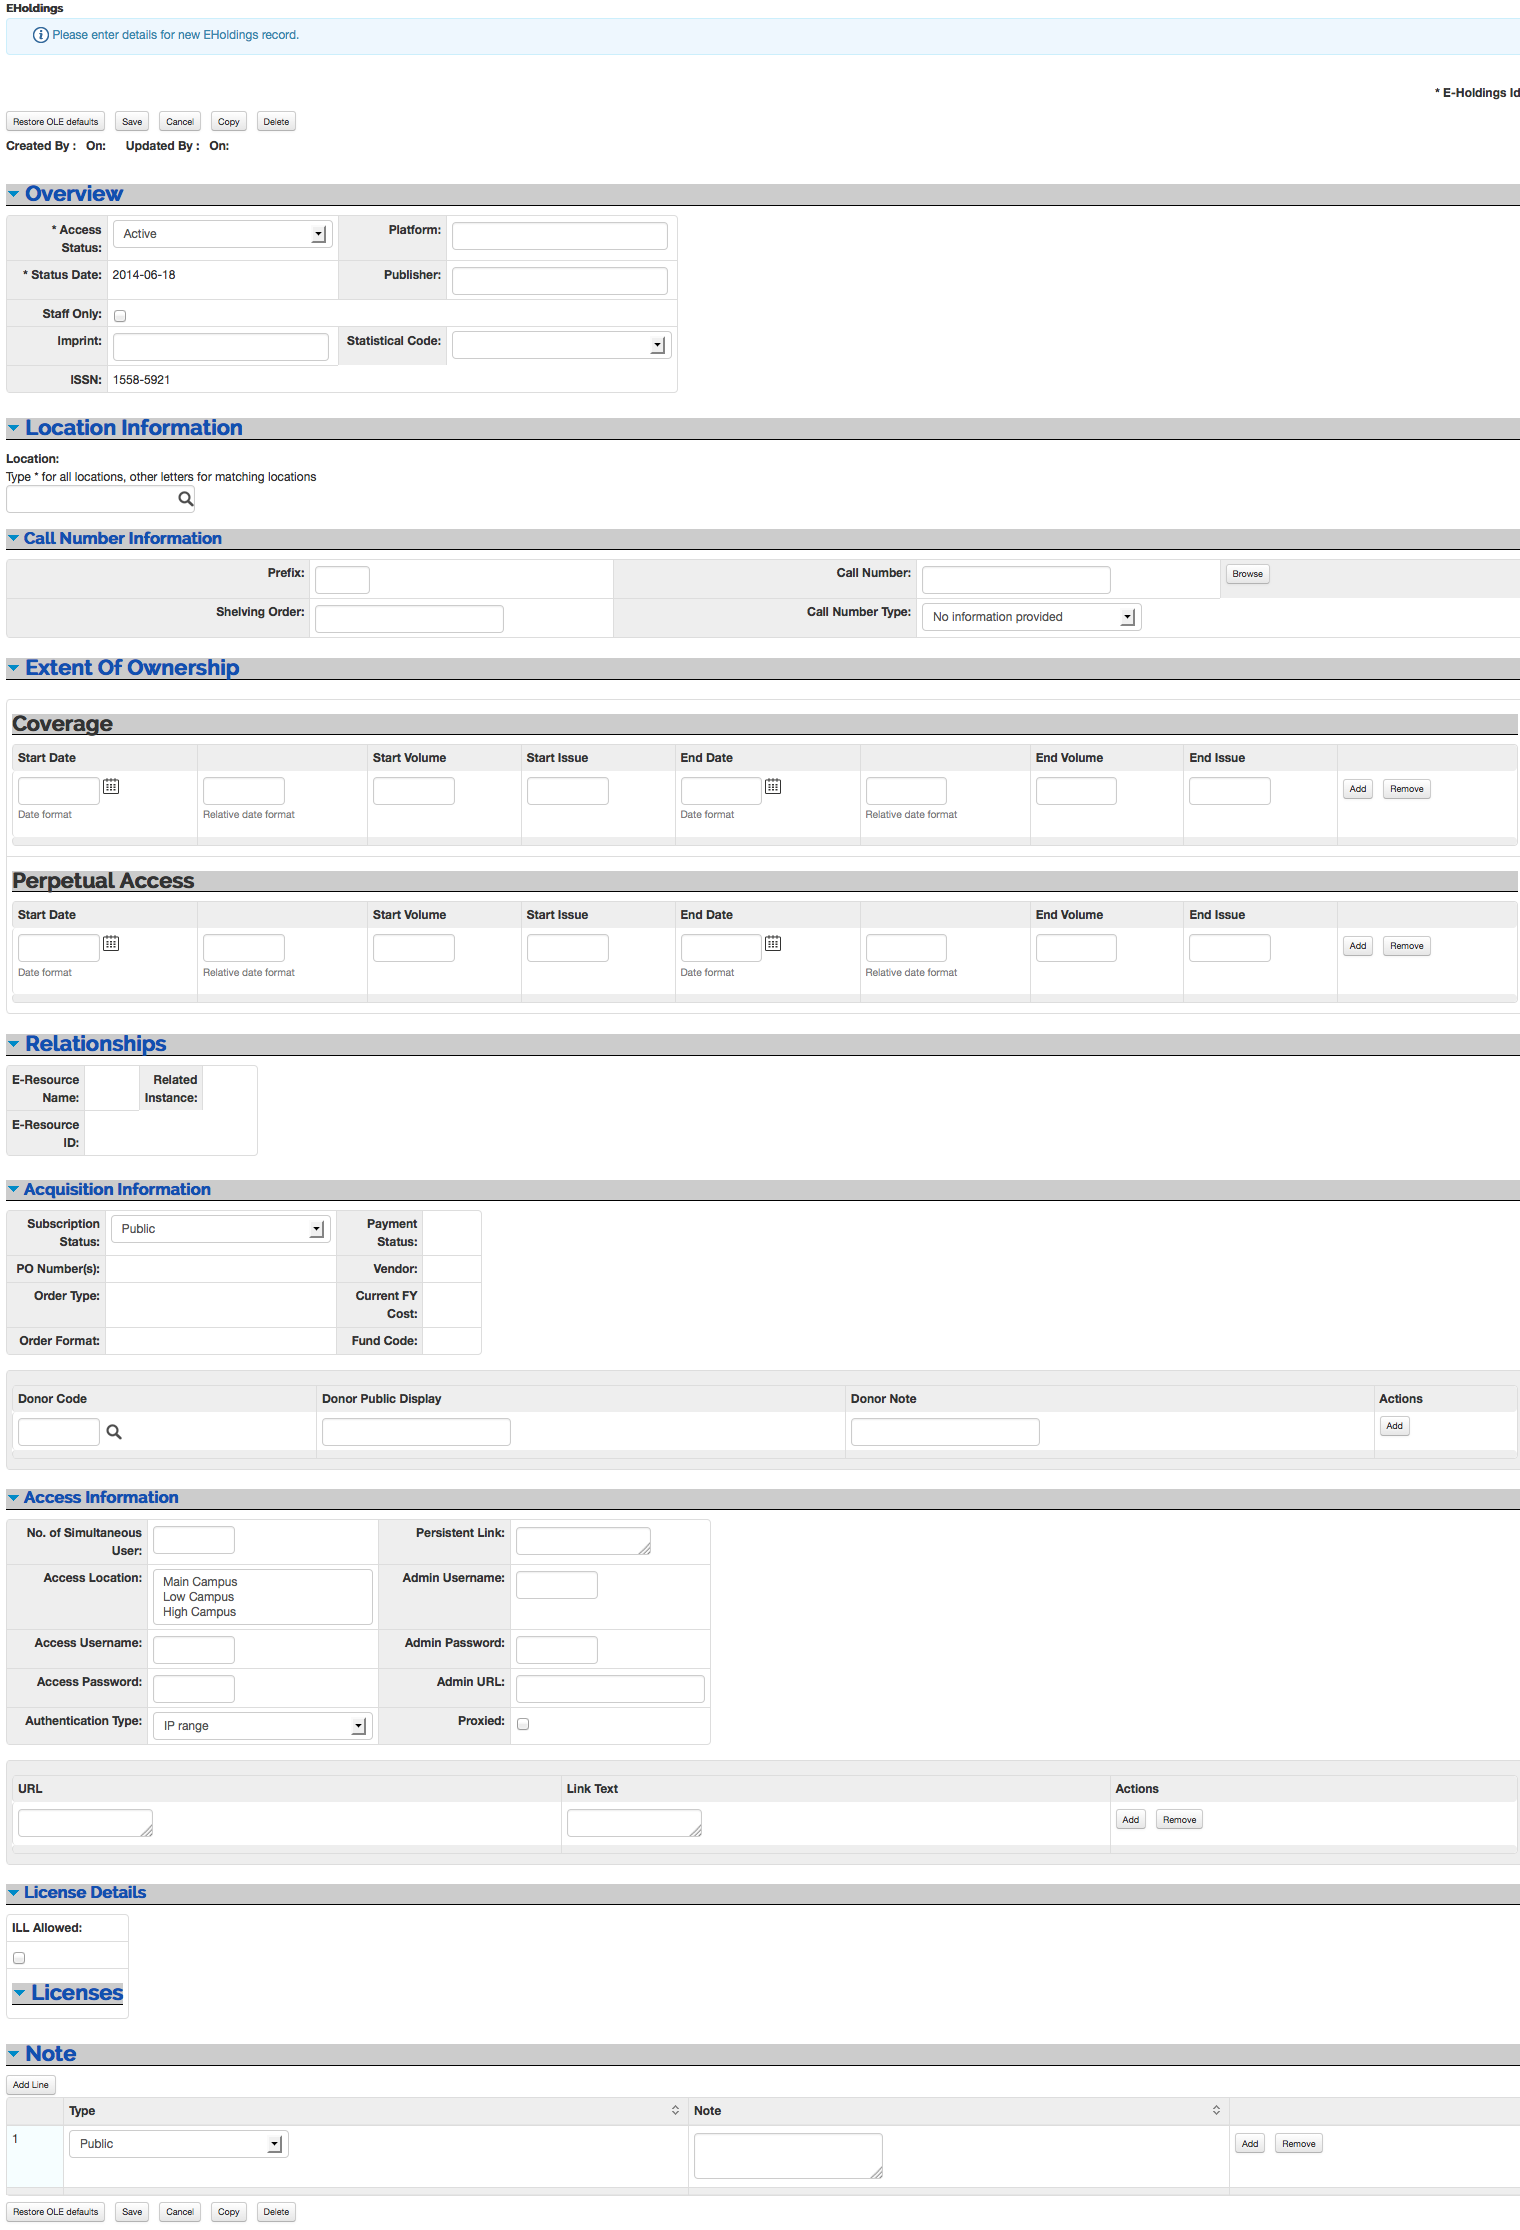 EHoldings
Please enter details for new EHoldings record.
* E-Holdings Id
Restore OLE defaults Save Cancel Copy Delete
Created By : On: Updated By : On:
Overview
* Access Status: Active Platform:
* Status Date: 2014-06-18 Publisher:
Staff Only:
Imprint: Statistical Code:
ISSN: 1558-5921
Location Information
Location:
Type * for all locations, other letters for matching locations
Call Number Information
Prefix: Call Number: Browse
Shelving Order: Call Number Type: No information provided
Extent Of Ownership
Coverage
Start Date Start Volume Start Issue End Date End Volume End Issue
Add Remove
Date format Relative date format Date format Relative date format
Perpetual Access
Start Date Start Volume Start Issue End Date End Volume End Issue
Add Remove
Date format Relative date format Date format Relative date format
Relationships
E-Resource Name: Related Instance:
E-Resource ID:
Acquisition Information
Subscription Status: Public Payment Status:
PO Number(s): Vendor:
Order Type: Current FY Cost:
Order Format: Fund Code:
Donor Code Donor Public Display Donor Note Actions
Add
Access Information
No. of Simultaneous User: Persistent Link:
Access Location: Main Campus Admin Username:
Low Campus
High Campus
Access Username: Admin Password:
Access Password: Admin URL:
Authentication Type: IP range Proxied:
URL Link Text Actions
Add Remove
License Details
ILL Allowed:
Licenses
Note
Add Line
Type Note
1 Public Add Remove
Restore OLE defaults Save Cancel Copy Delete